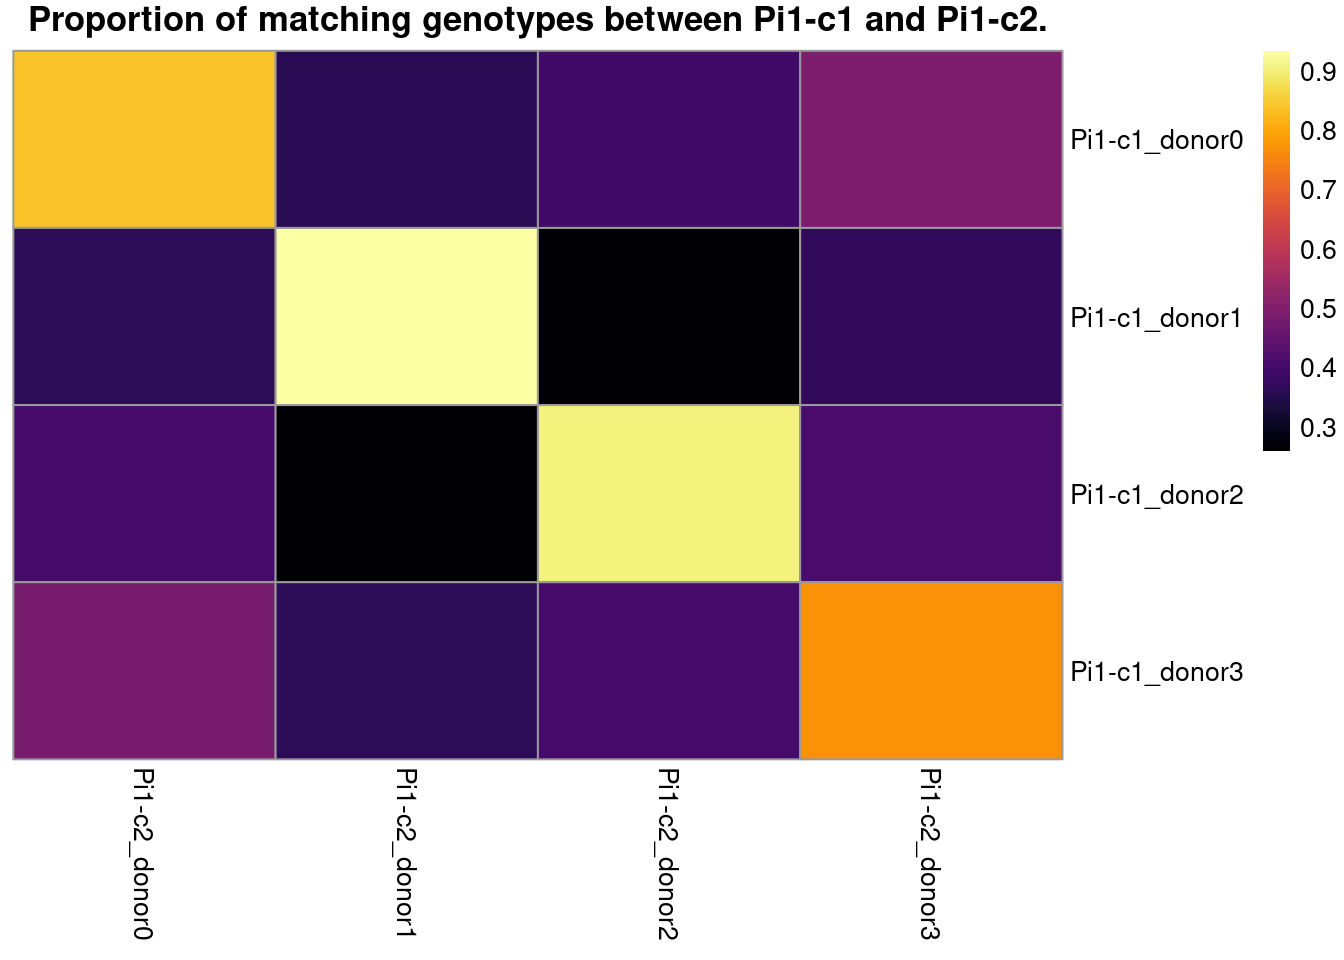 Proportion of matching genotypes between Pi1-c1 and Pi1-c2.
0.9
0.8
0.7
0.6
0.5
0.4
0.3
Pi1-c1_donor0
Pi1-c1_donor1
Pi1-c1_donor2
Pi1-c1_donor3
Pi1-c2_donor0
Pi1-c2_donor1
Pi1-c2_donor2
Pi1-c2_donor3